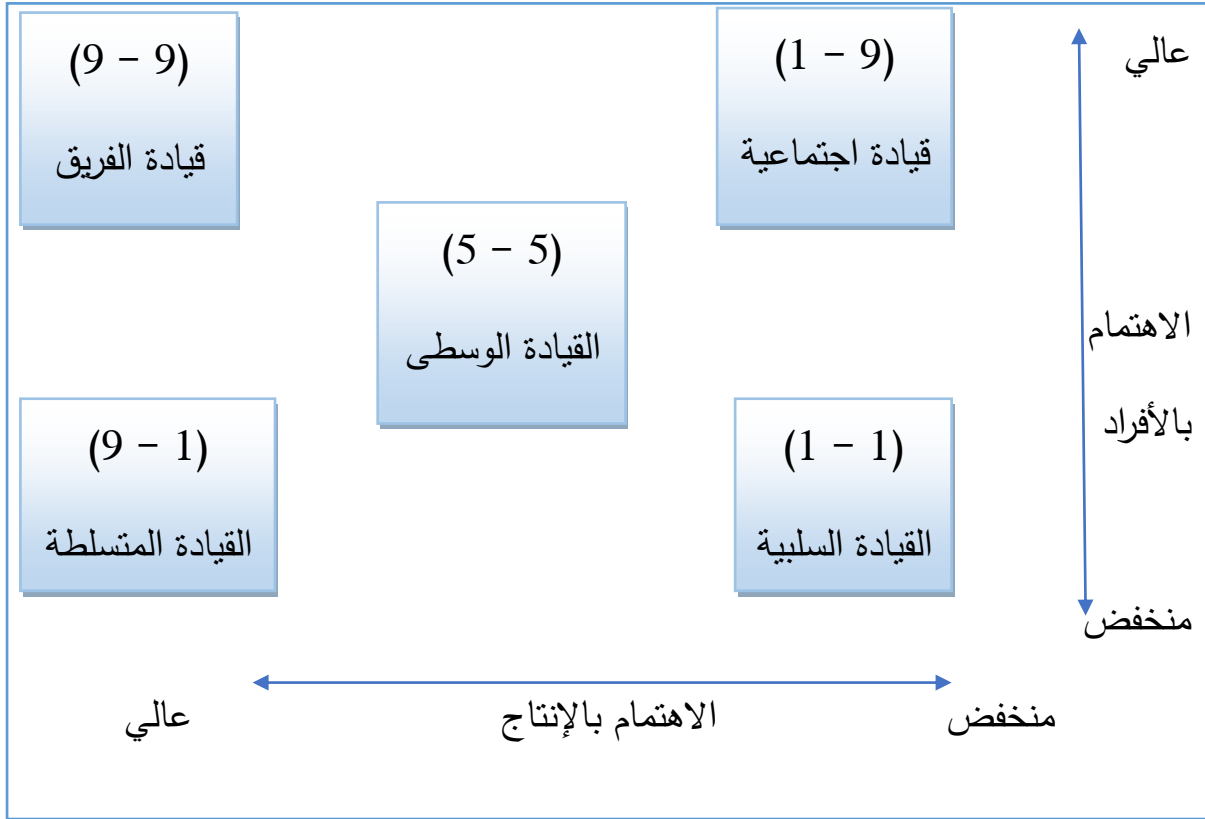 عالي
(1 – 9)
قيادة اجتماعية
(9 – 9)
قيادة الفريق
(5 – 5)
القيادة الوسطى
الاهتمام
بالأفراد
(1 – 1)
القيادة السلبية
(9 – 1)
القيادة المتسلطة
منخفض
منخفض
الاهتمام بالإنتاج
عالي